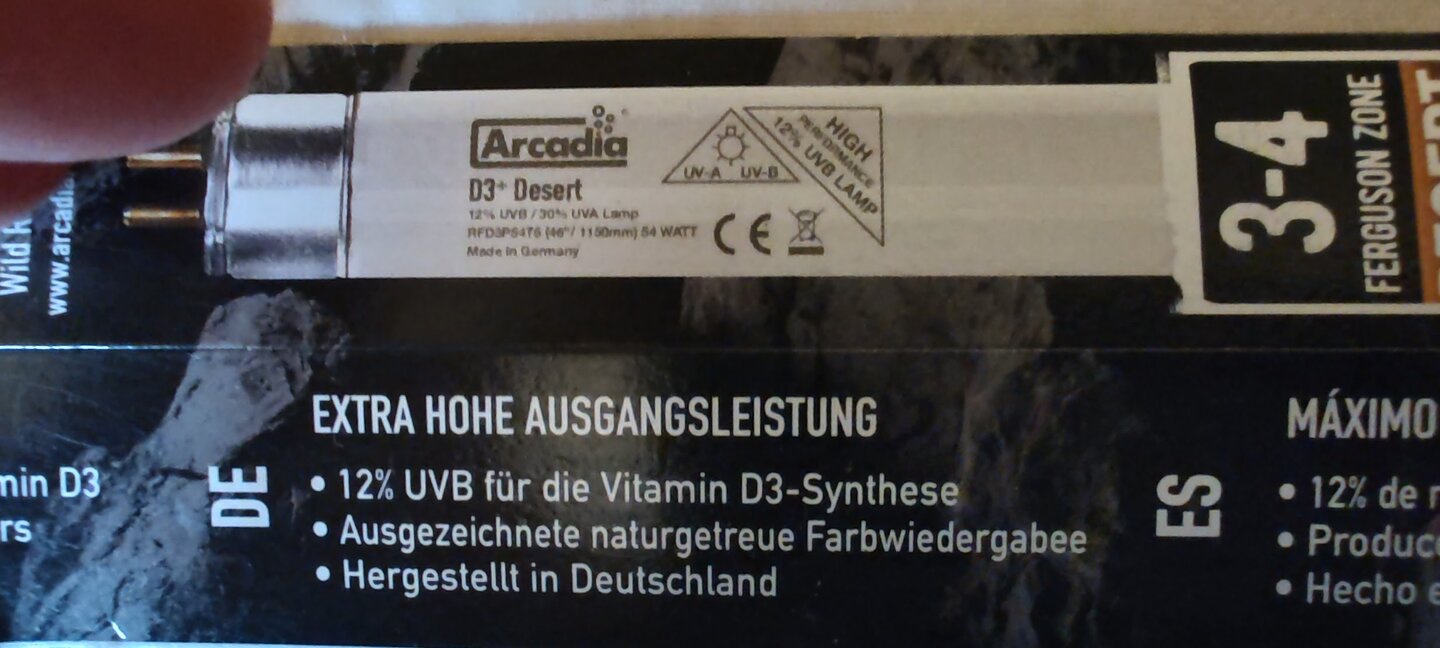 Arcadia
D3+ Desert
12% UVB / 30% UVA Lamp
RFD3P54T5 (46"/ 1150mm) 54 WATT
Made in Germany
UV-A UV-B
HIGH
PERFORMANCE
12% UVB LAMP
CE
3-4
FERGUSON ZONE
DESERT
Wild
www.arcadia
min D3
rs
DE
EXTRA HOHE AUSGANGSLEISTUNG
• 12% UVB für die Vitamin D3-Synthese
• Ausgezeichnete naturgetreue Farbwiedergabee
• Hergestellt in Deutschland
ES
MÁXIMO
• 12% de
• Produc
• Hecho e